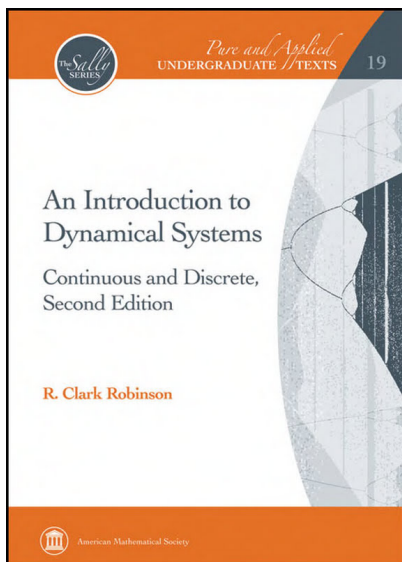 The Sally
SERIES
Pure and Applied
UNDERGRADUATE TEXTS
19
An Introduction to
Dynamical Systems
Continuous and Discrete,
Second Edition
R. Clark Robinson
American Mathematical Society